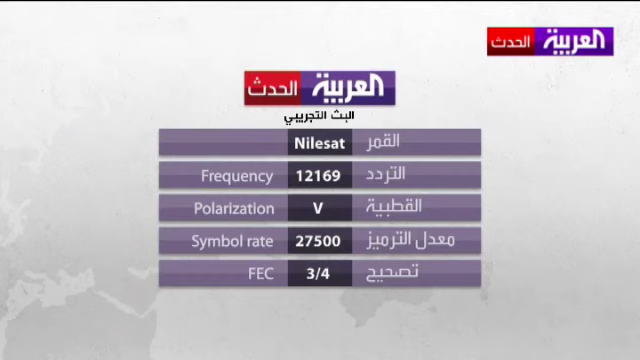 العربية الحدث
العربية الحدث
البث التجريبي
القمر Nilesat
التردد 12169 Frequency
القطبية V Polarization
معدل الترميز 27500 Symbol rate
تصحيح 3/4 FEC